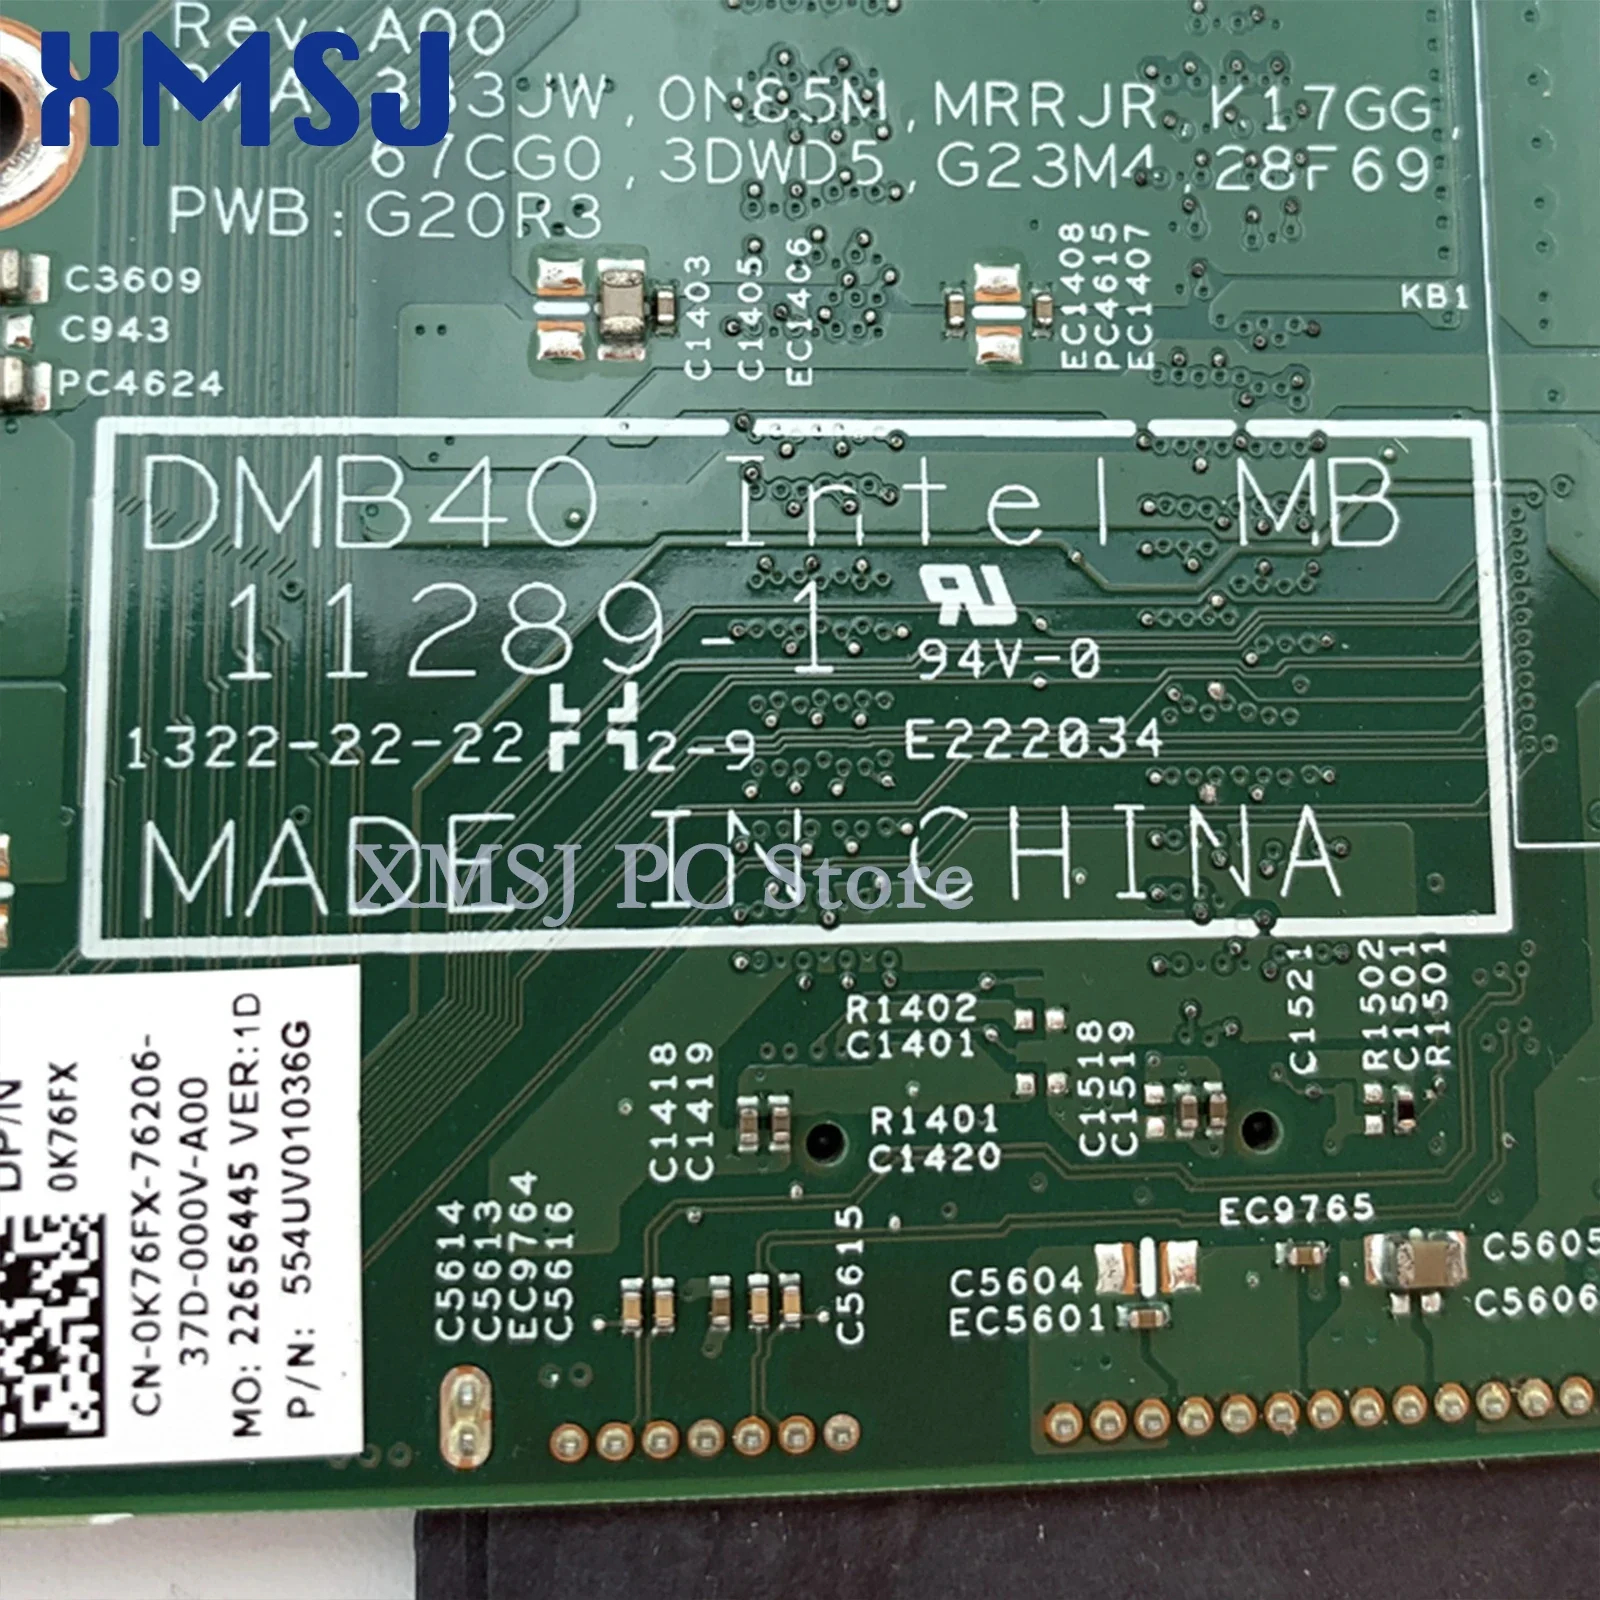 XMSJ
Rev:A00
JW,0N85M,MRRJR,K17GG,
67CG0,3DWD5,G23M4,28F69
PWB:G20R3
C3609
C943
PC4624
C1403
C1405
EC1406
EC1408
PC4615
EC1407
KB1
DMB40 Intel MB
11289-1
94V-0
1322-22-22
2-9
E222034
MADE IN CHINA
XMSJ PC Store
C1521
R1502
C1501
R1501
R1402
C1401
C1418
C1419
R1401
C1420
C1518
C1519
DP/N
0K76FX
CN-0K76FX-76206-
37D-000V-A00
MO: 22656445 VER:1D
P/N: 554UV01036G
C5614
C5613
EC9764
C5616
C5615
EC9765
C5604
EC5601
C5605
C5606